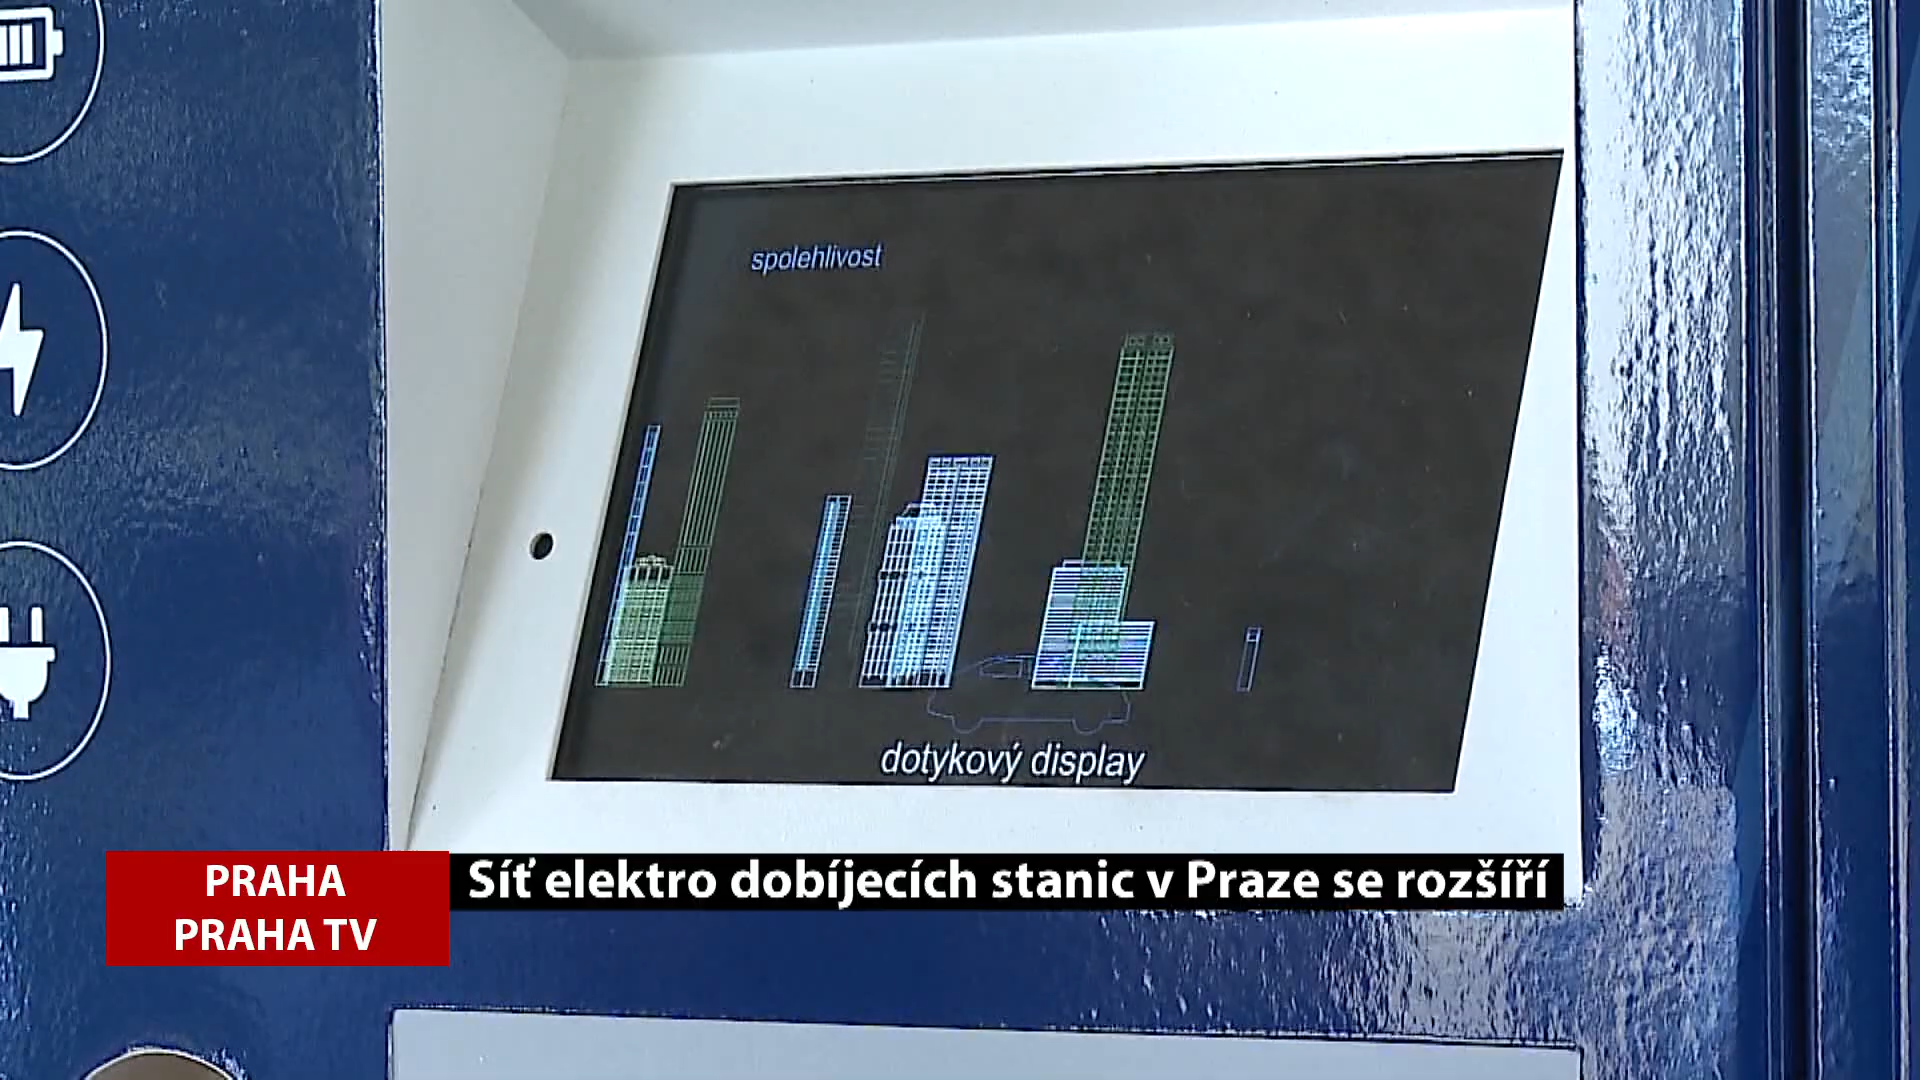 spolehlivost
dotykový display
PRAHA
PRAHA TV
Síť elektro dobíjecích stanic v Praze se rozšíří